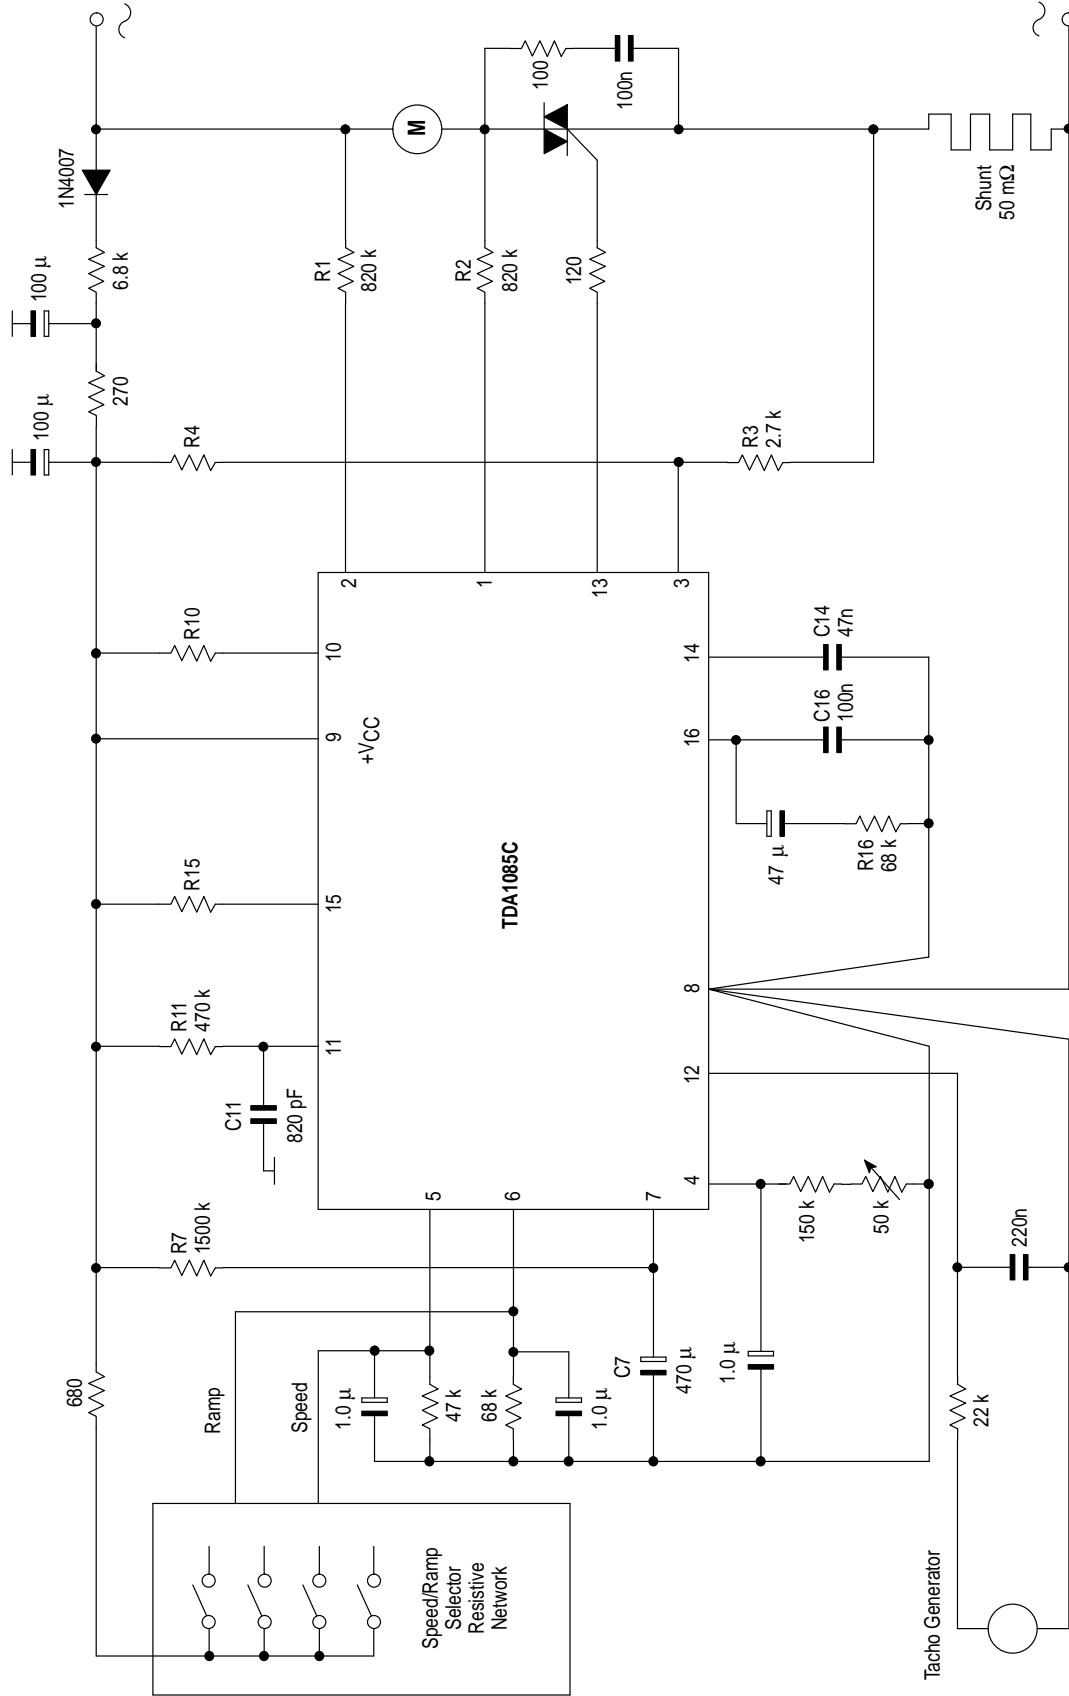 1N4007
100 µ
6.8 k
100 µ
270
R4
R1
820 k
M
R2
820 k
100
100n
120
R3
2.7 k
Shunt
50 mΩ
R10
R15
R11
470 k
C11
820 pF
R7
1500 k
680
2
1
13
3
10
9
+VCC
15
11
TDA1085C
14
16
8
12
4
5
6
7
C14
47n
C16
100n
47 µ
R16
68 k
150 k
50 k
220n
22 k
1.0 µ
C7
470 µ
1.0 µ
47 k
68 k
1.0 µ
Ramp
Speed
Speed/Ramp
Selector
Resistive
Network
Tacho Generator